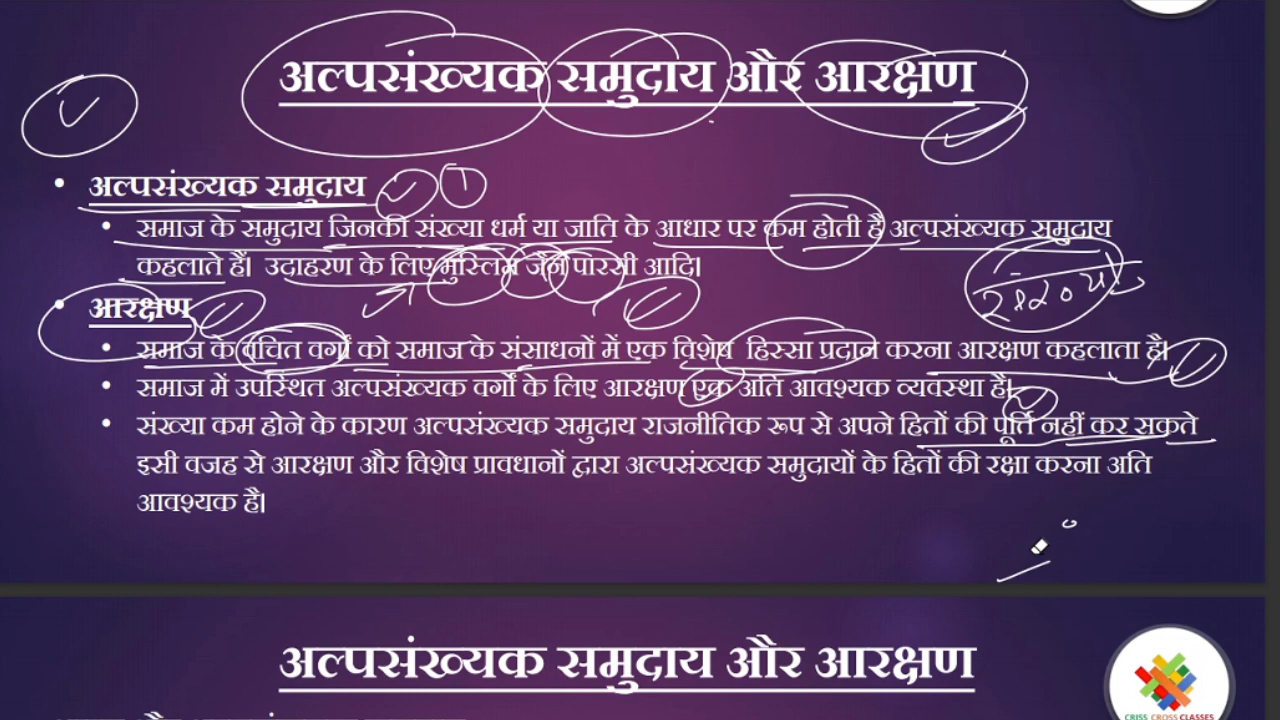 अल्पसंख्यक समुदाय और आरक्षण
• अल्पसंख्यक समुदाय
• समाज के समुदाय जिनकी संख्या धर्म या जाति के आधार पर कम होती है अल्पसंख्यक समुदाय
कहलाते हैं। उदाहरण के लिए मुस्लिम जैन पारसी आदि।
• आरक्षण
• समाज के वंचित वर्गों को समाज के संसाधनों में एक विशेष हिस्सा प्रदान करना आरक्षण कहलाता है।
• समाज में उपस्थित अल्पसंख्यक वर्गों के लिए आरक्षण एक अति आवश्यक व्यवस्था है।
• संख्या कम होने के कारण अल्पसंख्यक समुदाय राजनीतिक रूप से अपने हितों की पूर्ति नहीं कर सकते
इसी वजह से आरक्षण और विशेष प्रावधानों द्वारा अल्पसंख्यक समुदायों के हितों की रक्षा करना अति
आवश्यक है।
अल्पसंख्यक समुदाय और आरक्षण
CRISS CROSS CLASSES